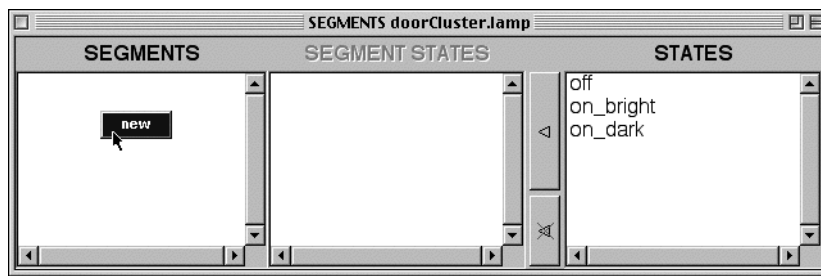 SEGMENTS doorCluster.lamp
SEGMENTS SEGMENT STATES STATES
new
off
on_bright
on_dark